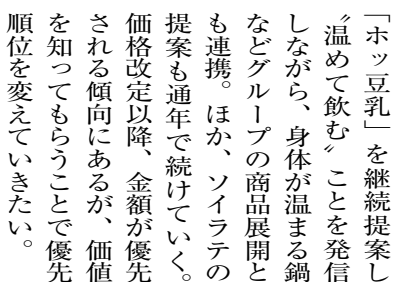 「ホッ豆乳」を継続提案し
〝温めて飲む〟ことを発信
しながら、身体が温まる鍋
などグループの商品展開と
も連携。ほか、ソイラテの
提案も通年で続けていく。
価格改定以降、金額が優先
される傾向にあるが、価値
を知ってもらうことで優先
順位を変えていきたい。